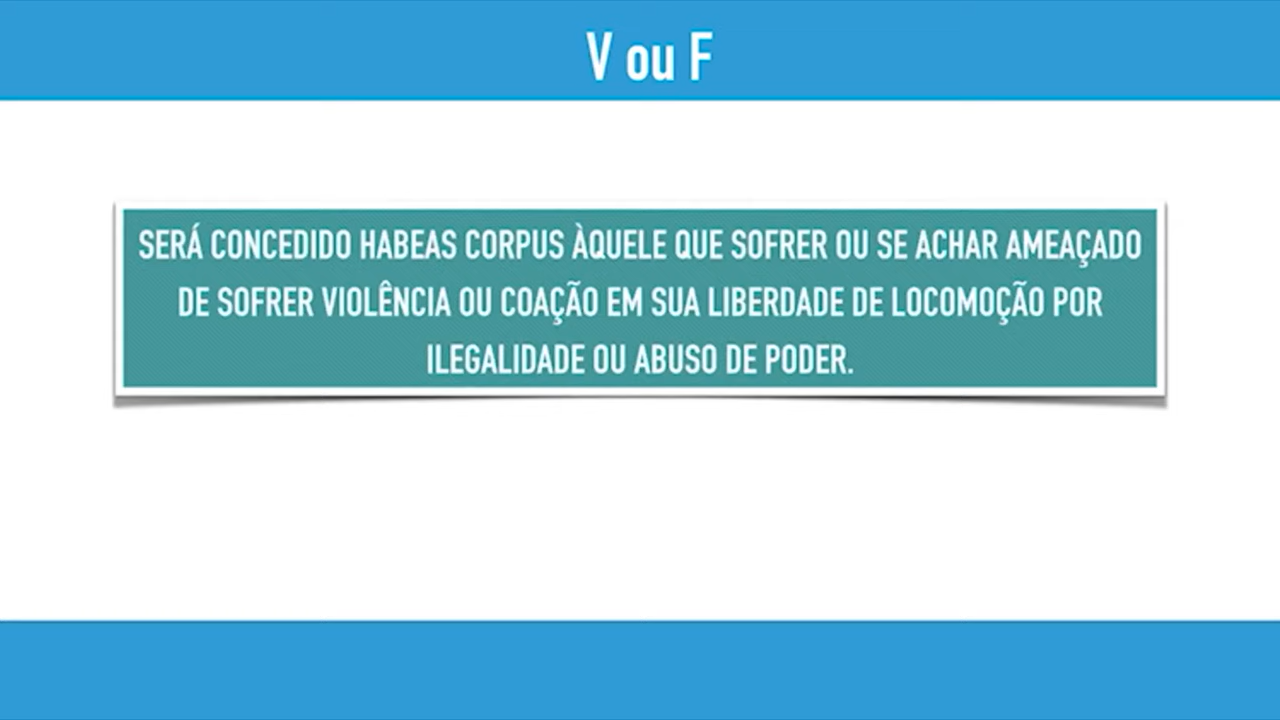 V ou F
SERÁ CONCEDIDO HABEAS CORPUS ÀQUELE QUE SOFRER OU SE ACHAR AMEAÇADO
DE SOFRER VIOLÊNCIA OU COAÇÃO EM SUA LIBERDADE DE LOCOMOÇÃO POR
ILEGALIDADE OU ABUSO DE PODER.